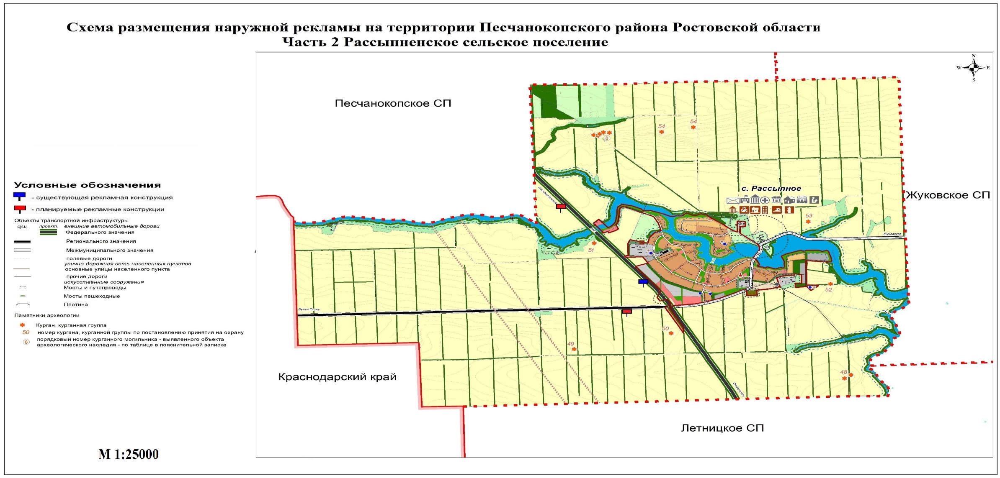 Схема размещения наружной рекламы на территории Песчанокопского района Ростовской области
Часть 2 Рассыпненское сельское поселение
N
W E
S
Песчанокопское СП
54
54
8
Условные обозначения
- существующая рекламная конструкция
- планируемые рекламные конструкции
Объекты транспортной инфраструктуры
сущ. проект. внешние автомобильные дороги
Федерального значения
Регионального значения
Межмуниципального значения
полевые дороги
улично-дорожная сеть населенных пунктов
основные улицы населенного пункта
прочие дороги
искусственные сооружения
Мосты и путепроводы
Мосты пешеходные
Плотина
Памятники археологии
Курган, курганная группа
50 номер кургана, курганной группы по постановлению принятия на охрану
8 порядковый номер курганного могильника - выявленного объекта
археологического наследия - по таблице в пояснительной записке
М 1:25000
с. Рассыпное
Жуковское СП
Песчанокопское
53
Жуковское
51
52
Белая Глина
50
49
48
Ставрополь
Краснодарский край
Летницкое СП